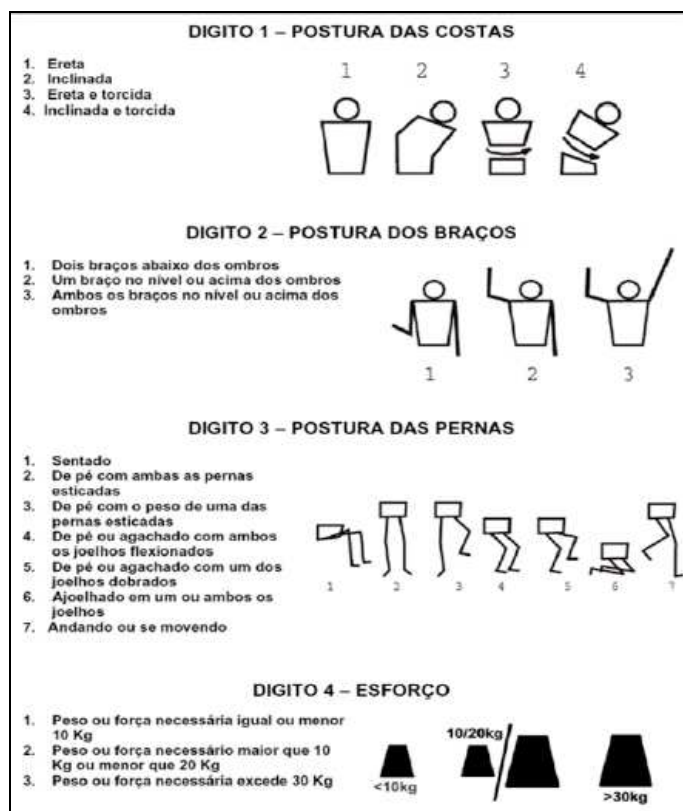 DIGITO 1 – POSTURA DAS COSTAS
1. Ereta
2. Inclinada
3. Ereta e torcida
4. Inclinada e torcida
1 2 3 4
DIGITO 2 – POSTURA DOS BRAÇOS
1. Dois braços abaixo dos ombros
2. Um braço no nível ou acima dos ombros
3. Ambos os braços no nível ou acima dos
ombros
1 2 3
DIGITO 3 – POSTURA DAS PERNAS
1. Sentado
2. De pé com ambas as pernas
esticadas
3. De pé com o peso de uma das
pernas esticadas
4. De pé ou agachado com ambos
os joelhos flexionados
5. De pé ou agachado com um dos
joelhos dobrados
6. Ajoelhado em um ou ambos os
joelhos
7. Andando ou se movendo
1 2 3 4 5 6 7
DIGITO 4 – ESFORÇO
1. Peso ou força necessária igual ou menor
10 Kg
2. Peso ou força necessário maior que 10
Kg ou menor que 20 Kg
3. Peso ou força necessária excede 30 Kg
<10kg
10/20kg
>30kg